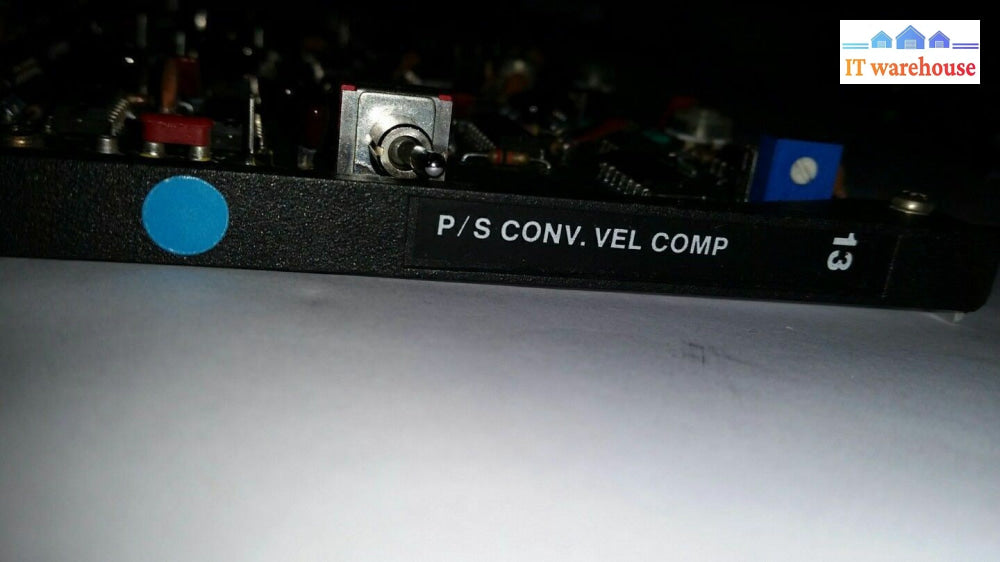 IT warehouse
P/S CONV. VEL COMP
13